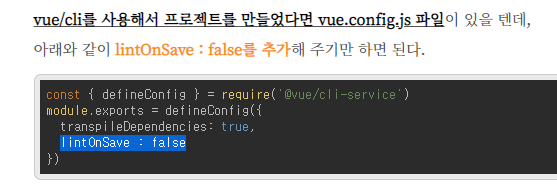 vue/cli를 사용해서 프로젝트를 만들었다면 vue.config.js 파일이 있을 텐데,
아래와 같이 lintOnSave : false를 추가해 주기만 하면 된다.
const { defineConfig } = require('@vue/cli-service')
module.exports = defineConfig({
  transpileDependencies: true,
  lintOnSave : false
})